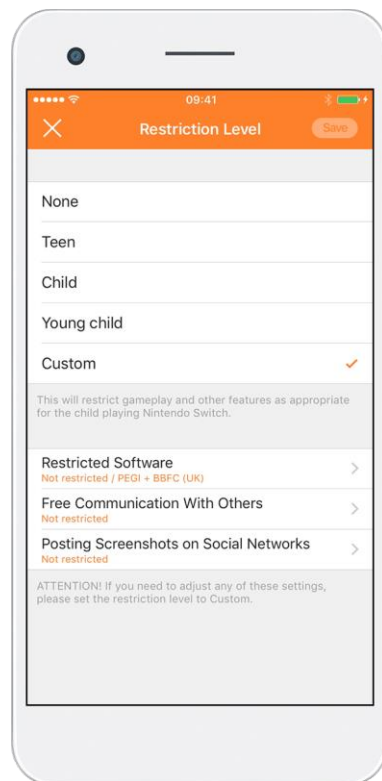 09:41
Restriction Level
Save
None
Teen
Child
Young child
Custom
This will restrict gameplay and other features as appropriate
for the child playing Nintendo Switch.
Restricted Software
Not restricted / PEGI + BBFC (UK)
Free Communication With Others
Not restricted
Posting Screenshots on Social Networks
Not restricted
ATTENTION! If you need to adjust any of these settings,
please set the restriction level to Custom.